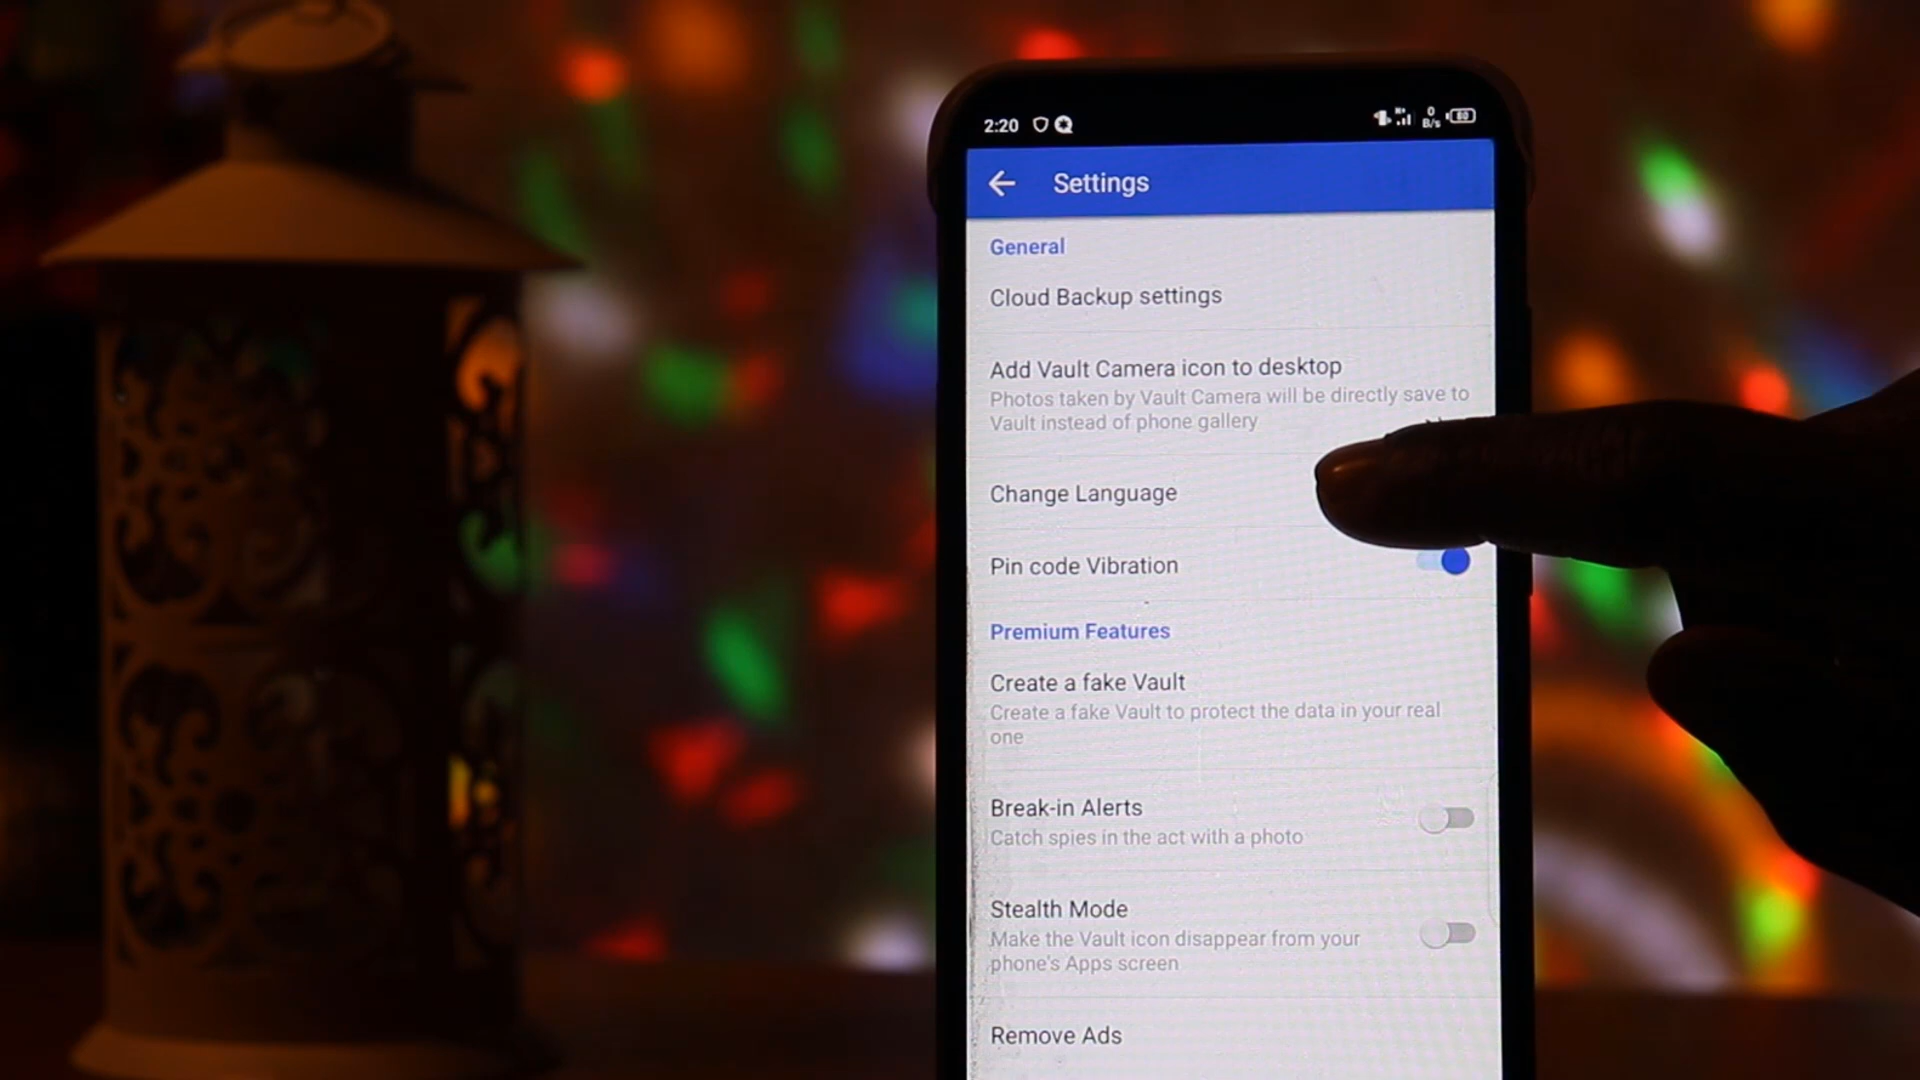 2:20
0
B/s
80
Settings
General
Cloud Backup settings
Add Vault Camera icon to desktop
Photos taken by Vault Camera will be directly save to
Vault instead of phone gallery
Change Language
Pin code Vibration
Premium Features
Create a fake Vault
Create a fake Vault to protect the data in your real
one
Break-in Alerts
Catch spies in the act with a photo
Stealth Mode
Make the Vault icon disappear from your
phone's Apps screen
Remove Ads